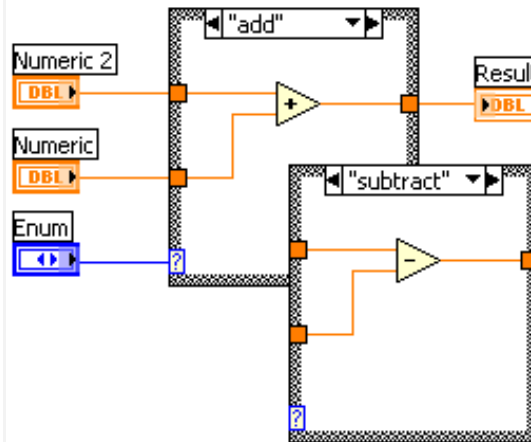 "add"
Numeric 2
DBL
Resul
DBL
+
Numeric
DBL
"subtract"
Enum
-
?
?